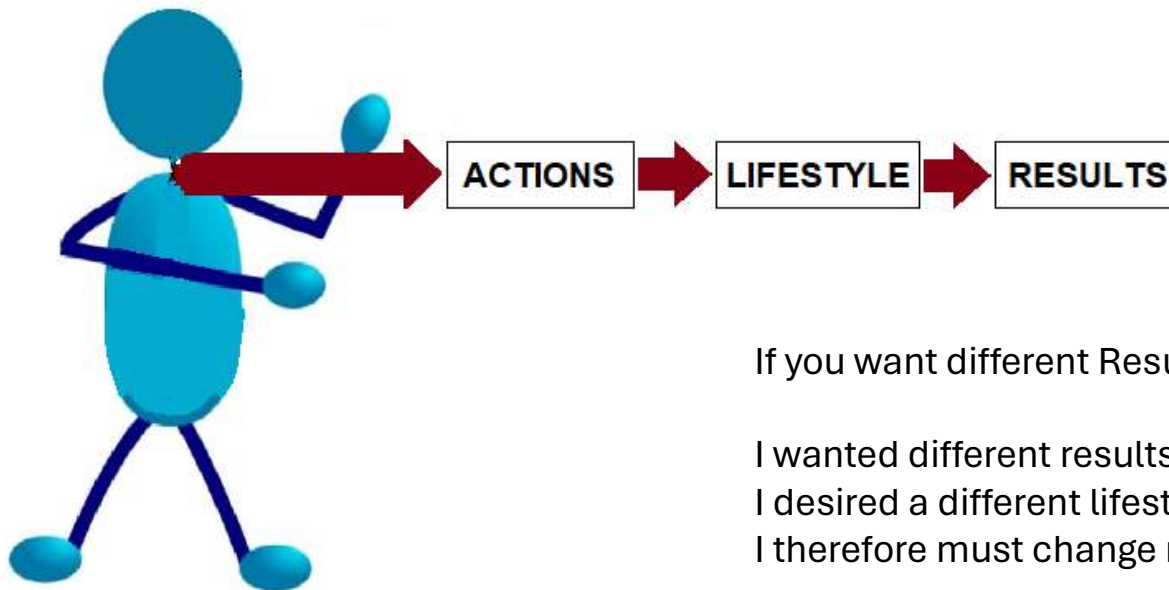 ACTIONS LIFESTYLE RESULTS
If you want different
I wanted different results
I desired a different
I therefore must change